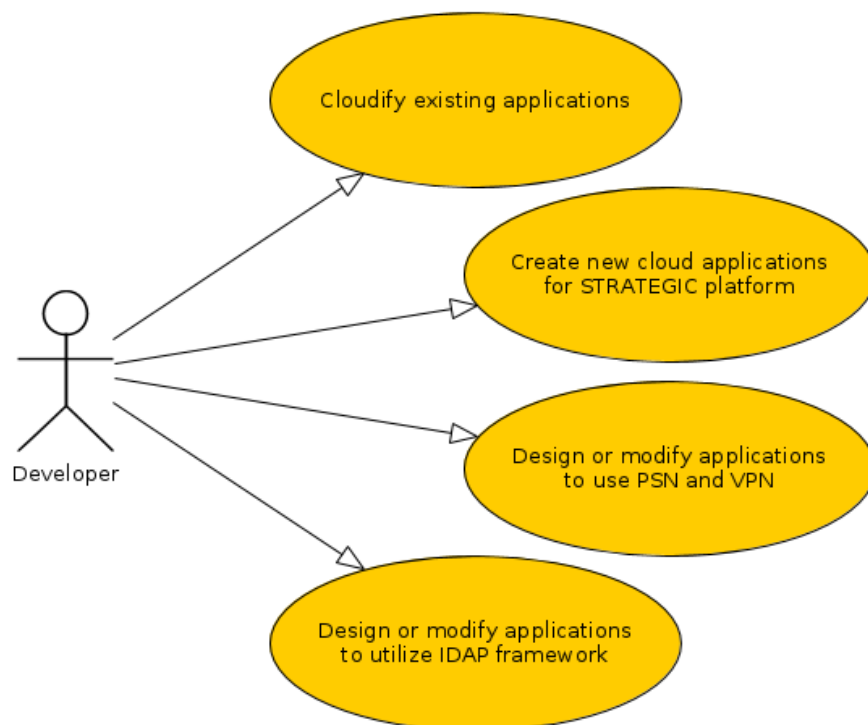 Cloudify existing applications
Create new cloud applications
for STRATEGIC platform
Developer
Design or modify applications
to use PSN and VPN
Design or modify applications
to utilize IDAP framework